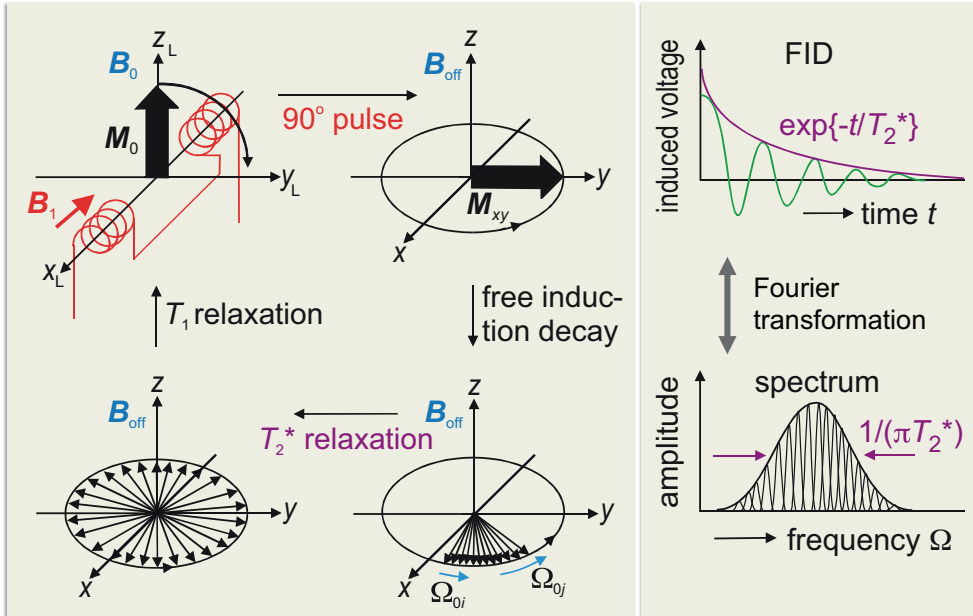 z_L
B_0
M_0
y_L
B_1
x_L
90° pulse
z
B_off
y
M_xy
x
T_1 relaxation
free induc-
tion decay
z
B_off
y
x
T_2* relaxation
z
B_off
y
x
Ω_0i
Ω_0j
FID
induced voltage
exp{-t/T_2*}
time t
Fourier
transformation
spectrum
amplitude
1/(πT_2*)
frequency Ω